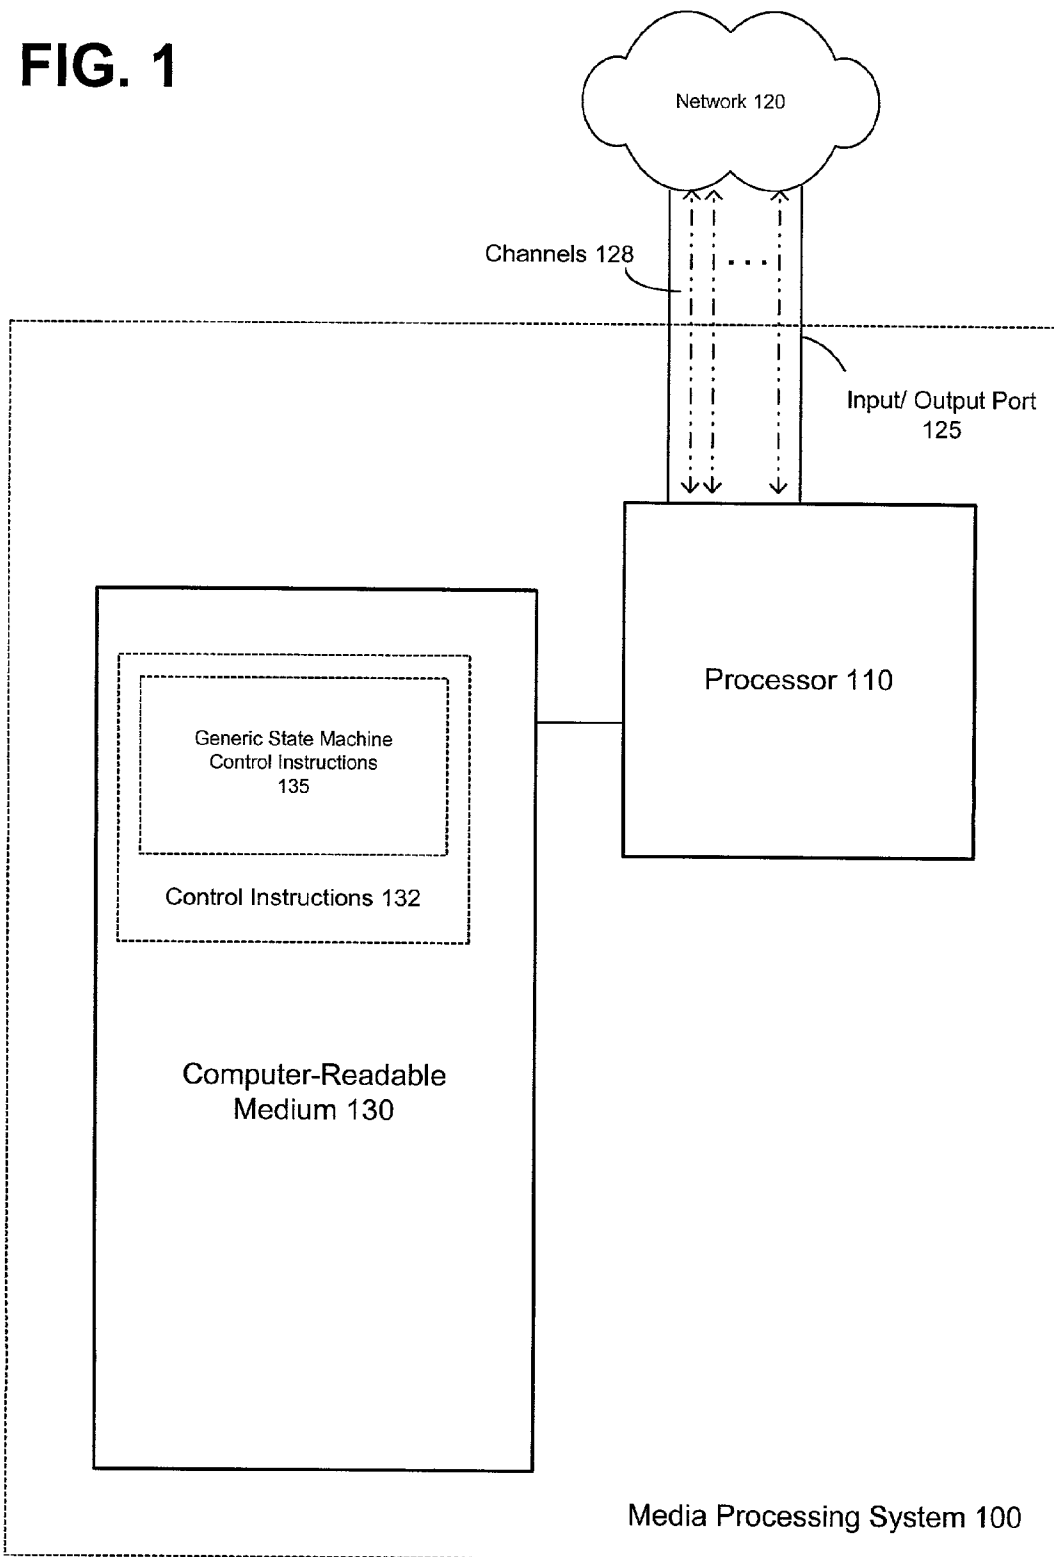 FIG. 1
Network 120
Channels 128
Input/ Output Port
125
Processor 110
Generic State Machine
Control Instructions
135
Control Instructions 132
Computer-Readable
Medium 130
Media Processing System 100